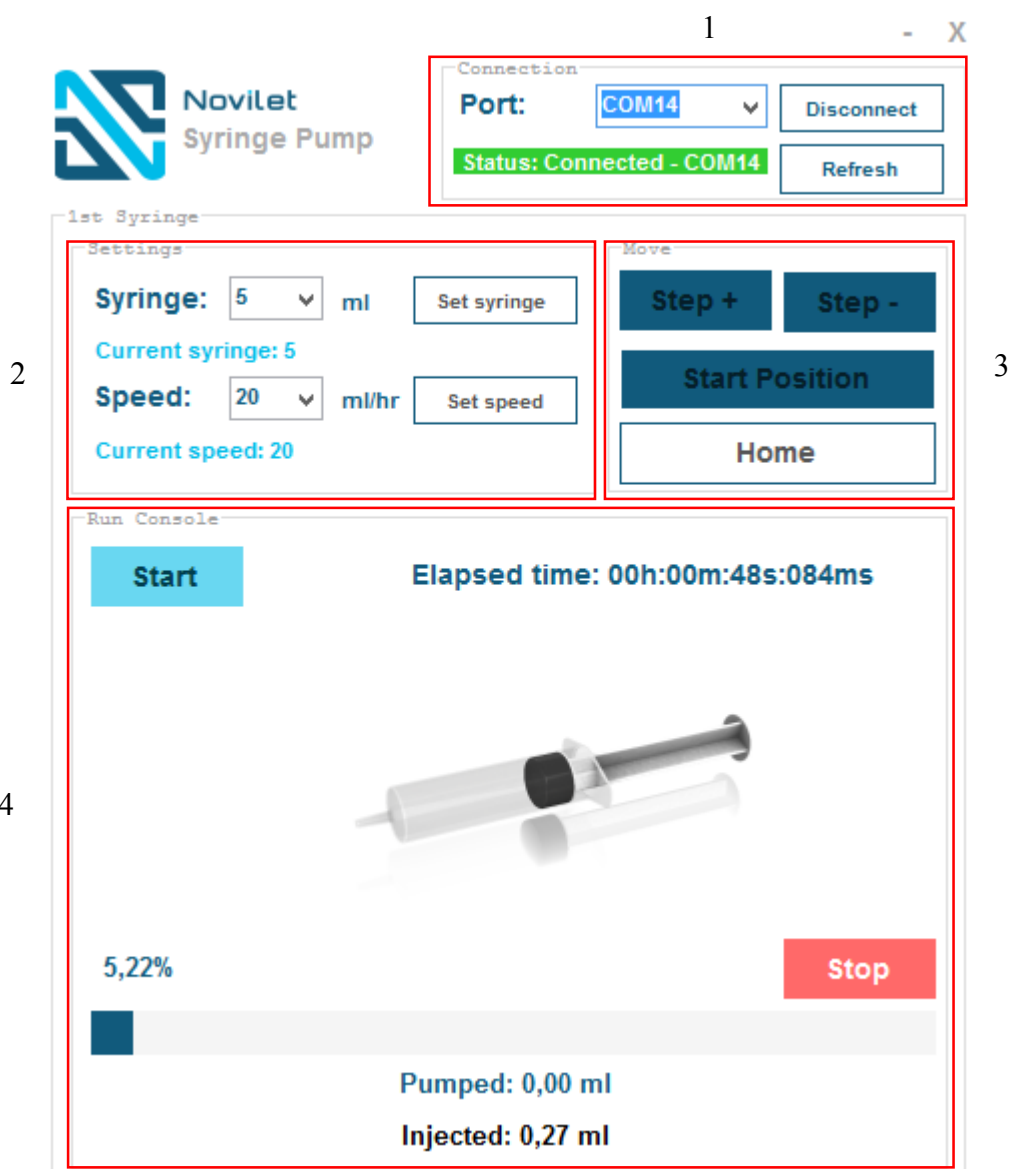 1
- X
Novilet
Syringe Pump
Connection
Port: COM14 Disconnect
Status: Connected - COM14 Refresh
1st Syringe
2
Settings
Syringe: 5 ml Set syringe
Current syringe: 5
Speed: 20 ml/hr Set speed
Current speed: 20
3
Move
Step + Step -
Start Position
Home
4
Run Console
Start Elapsed time: 00h:00m:48s:084ms
5,22% Stop
Pumped: 0,00 ml
Injected: 0,27 ml